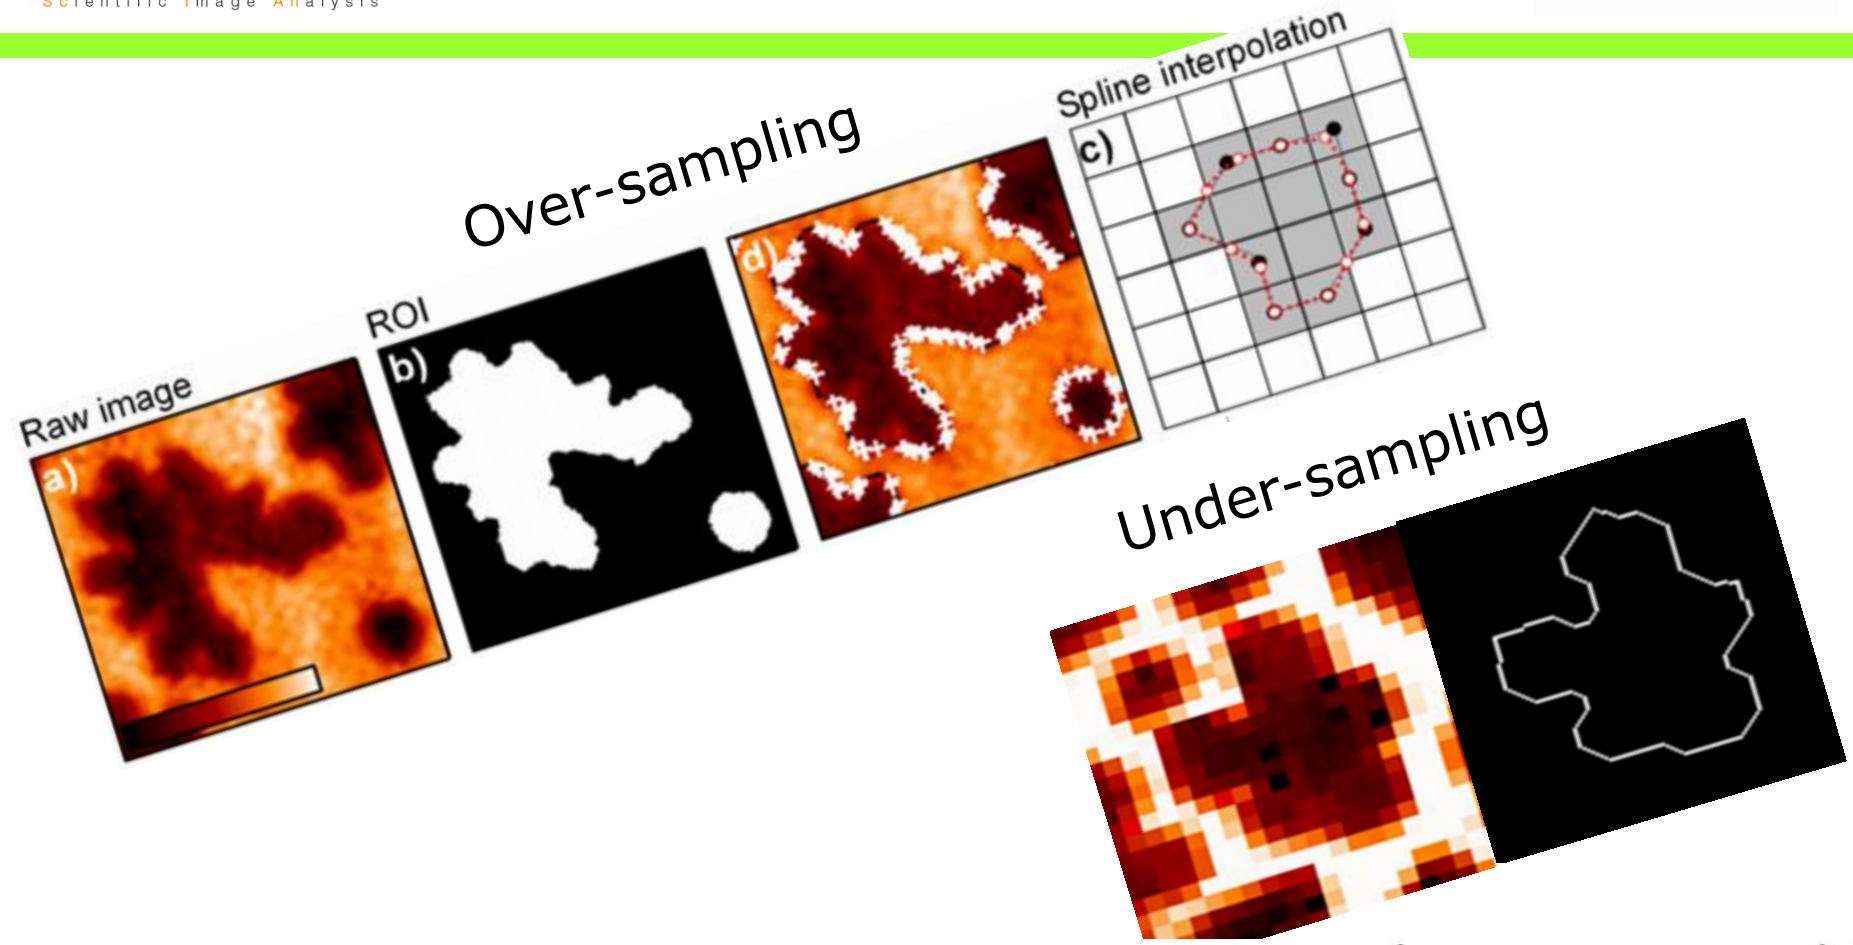 Scientific Image Analysis
Over-sampling
Spline interpolation
c)
d)
ROI
b)
Raw image
a)
Under-sampling